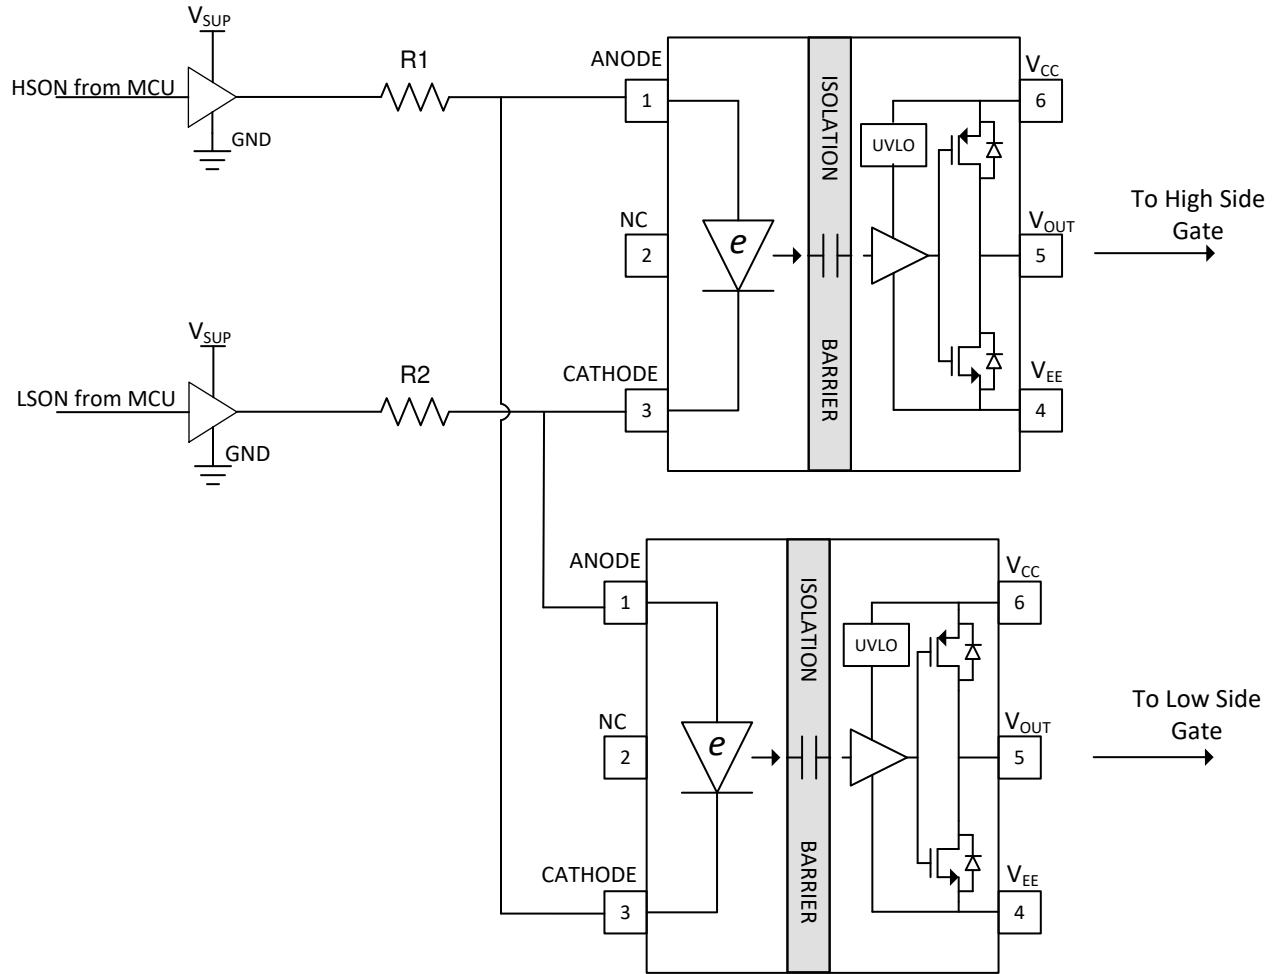 VSUP
HSON from MCU
GND
R1
ANODE
1
NC
2
CATHODE
3
e
ISOLATION
BARRIER
UVLO
VCC
6
VOUT
5
VEE
4
To High Side
Gate
VSUP
LSON from MCU
GND
R2
ANODE
1
NC
2
CATHODE
3
e
ISOLATION
BARRIER
UVLO
VCC
6
VOUT
5
VEE
4
To Low Side
Gate